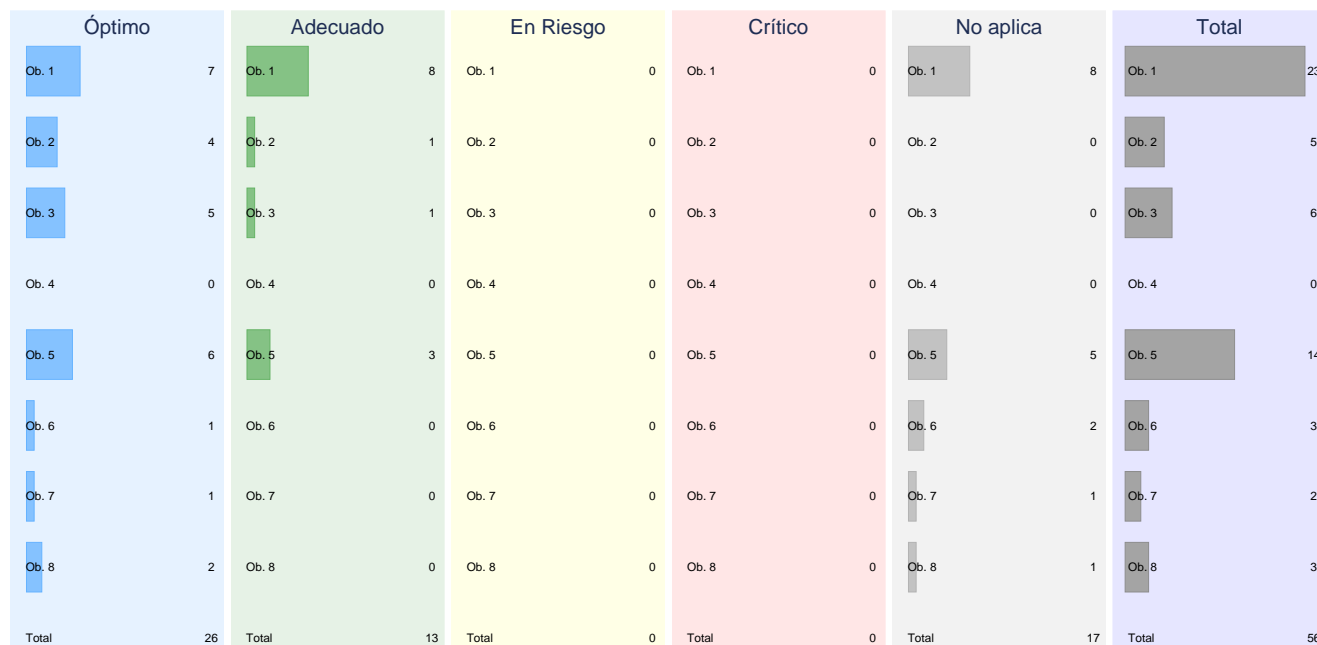 Óptimo Adecuado En Riesgo Crítico No aplica Total
Ob. 1 7 Ob. 1 8 Ob. 1 0 Ob. 1 0 Ob. 1 8 Ob. 1 23
Ob. 2 4 Ob. 2 1 Ob. 2 0 Ob. 2 0 Ob. 2 0 Ob. 2 5
Ob. 3 5 Ob. 3 1 Ob. 3 0 Ob. 3 0 Ob. 3 0 Ob. 3 6
Ob. 4 0 Ob. 4 0 Ob. 4 0 Ob. 4 0 Ob. 4 0 Ob. 4 0
Ob. 5 6 Ob. 5 3 Ob. 5 0 Ob. 5 0 Ob. 5 5 Ob. 5 14
Ob. 6 1 Ob. 6 0 Ob. 6 0 Ob. 6 0 Ob. 6 2 Ob. 6 3
Ob. 7 1 Ob. 7 0 Ob. 7 0 Ob. 7 0 Ob. 7 1 Ob. 7 2
Ob. 8 2 Ob. 8 0 Ob. 8 0 Ob. 8 0 Ob. 8 1 Ob. 8 3
Total 26 Total 13 Total 0 Total 0 Total 17 Total 56